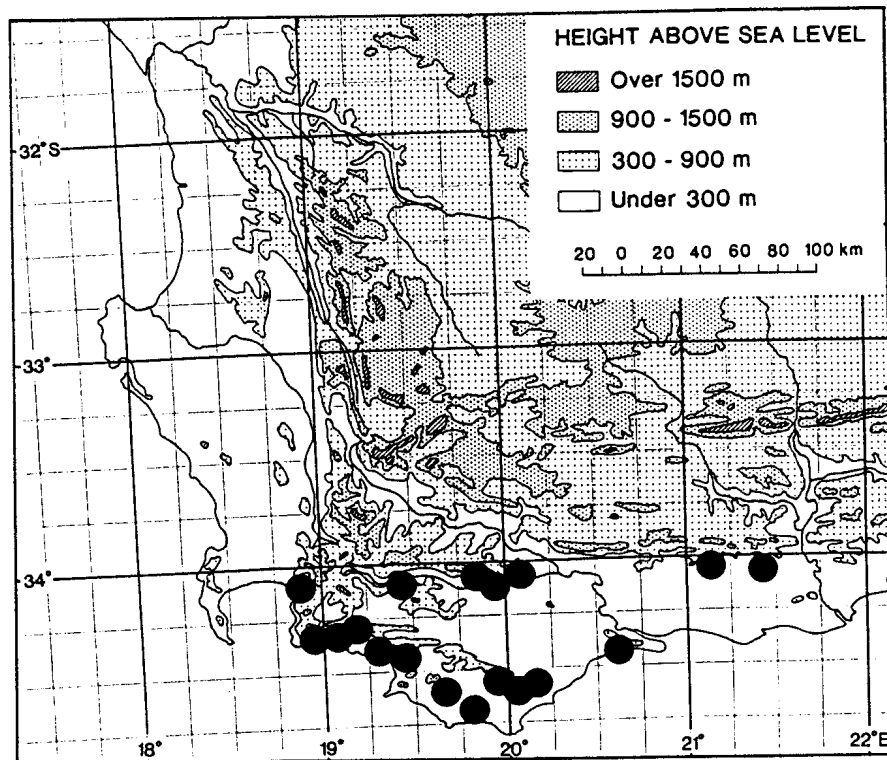 HEIGHT ABOVE SEA LEVEL
Over 1500 m
900 - 1500 m
300 - 900 m
Under 300 m
20 0 20 40 60 80 100 km
32°S
33°
34°
18° 19° 20° 21° 22°E